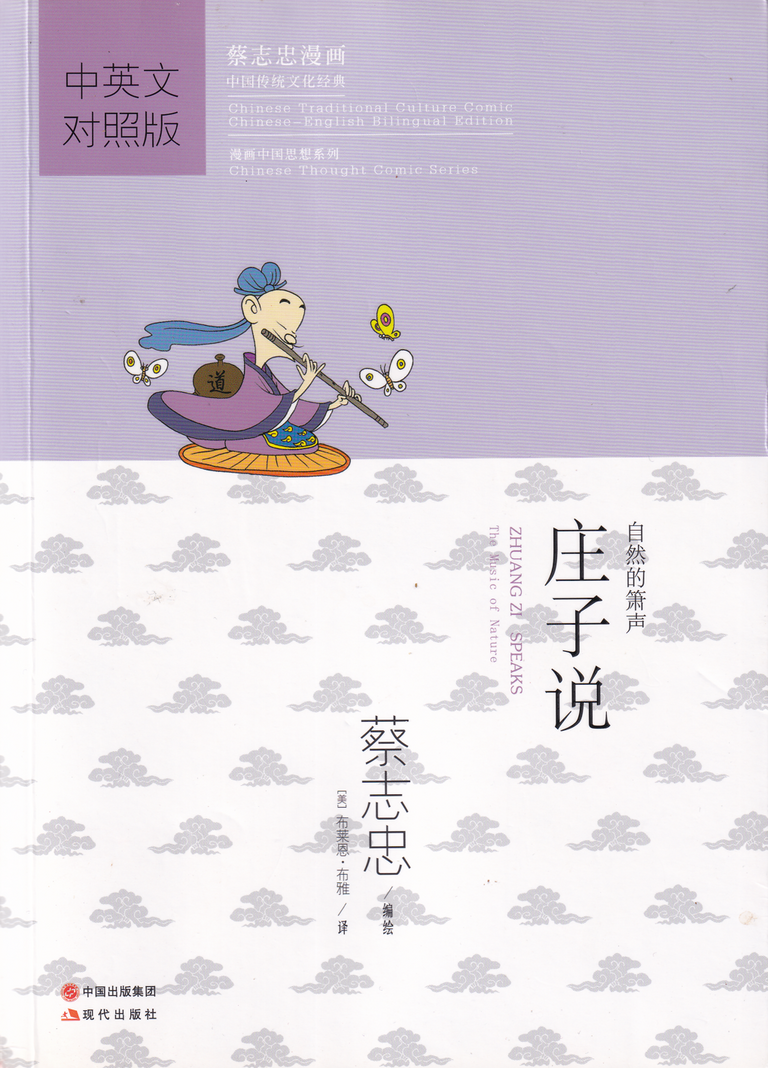 中英文
对照版
蔡志忠漫画
中国传统文化经典
Chinese Traditional Culture Comic
Chinese-English Bilingual Edition
漫画中国思想系列
Chinese Thought Comic Series
道
自然的箫声
庄子说
ZHUANG ZI SPEAKS
The Music of Nature
蔡志忠/编绘
[美]布莱恩·布雅/译
中国出版集团
现代出版社